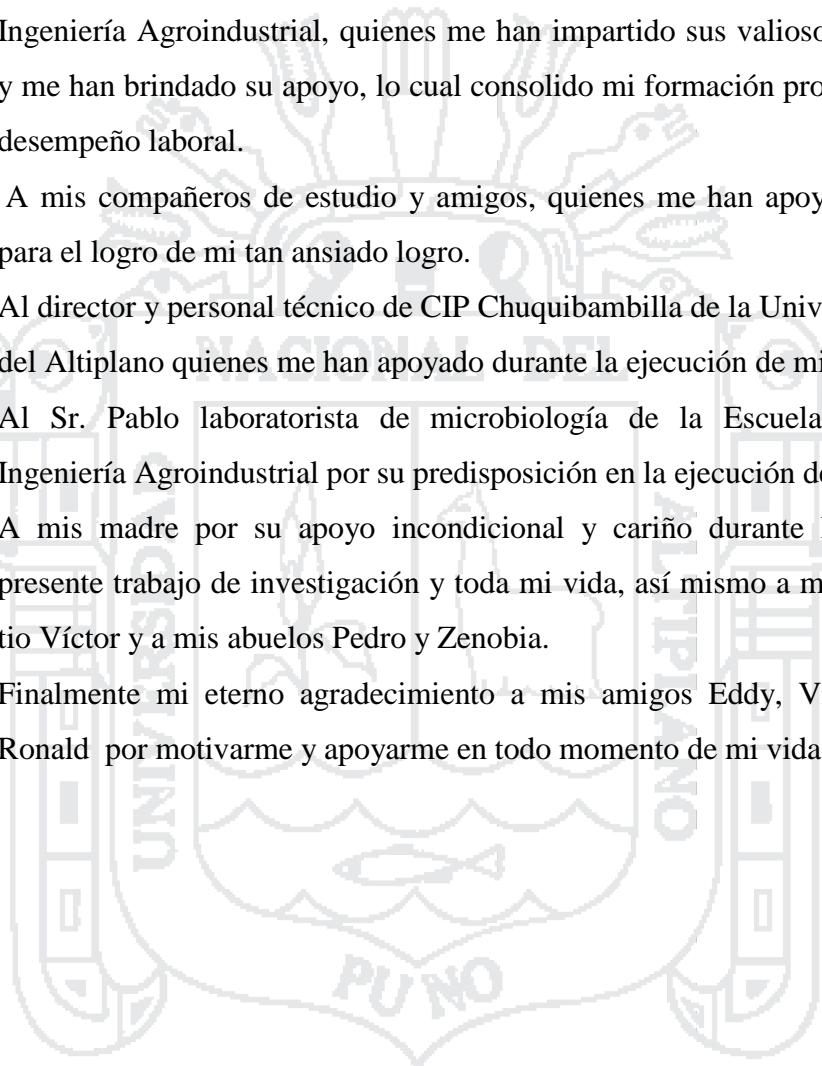 Ingeniería Agroindustrial, quienes me han impartido sus valioso
y me han brindado su apoyo, lo cual consolido mi formación pro
desempeño laboral.
A mis compañeros de estudio y amigos, quienes me han apoy
para el logro de mi tan ansiado logro.
Al director y personal técnico de CIP Chuquibambilla de la Univ
del Altiplano quienes me han apoyado durante la ejecución de mi
Al Sr. Pablo laboratorista de microbiología de la Escuela
Ingeniería Agroindustrial por su predisposición en la ejecución de
A mis madre por su apoyo incondicional y cariño durante
presente trabajo de investigación y toda mi vida, así mismo a m
tio Víctor y a mis abuelos Pedro y Zenobia.
Finalmente mi eterno agradecimiento a mis amigos Eddy, V
Ronald por motivarme y apoyarme en todo momento de mi vida
UNIVERSIDAD
NACIONAL DEL
ALTIPLANO
PUNO